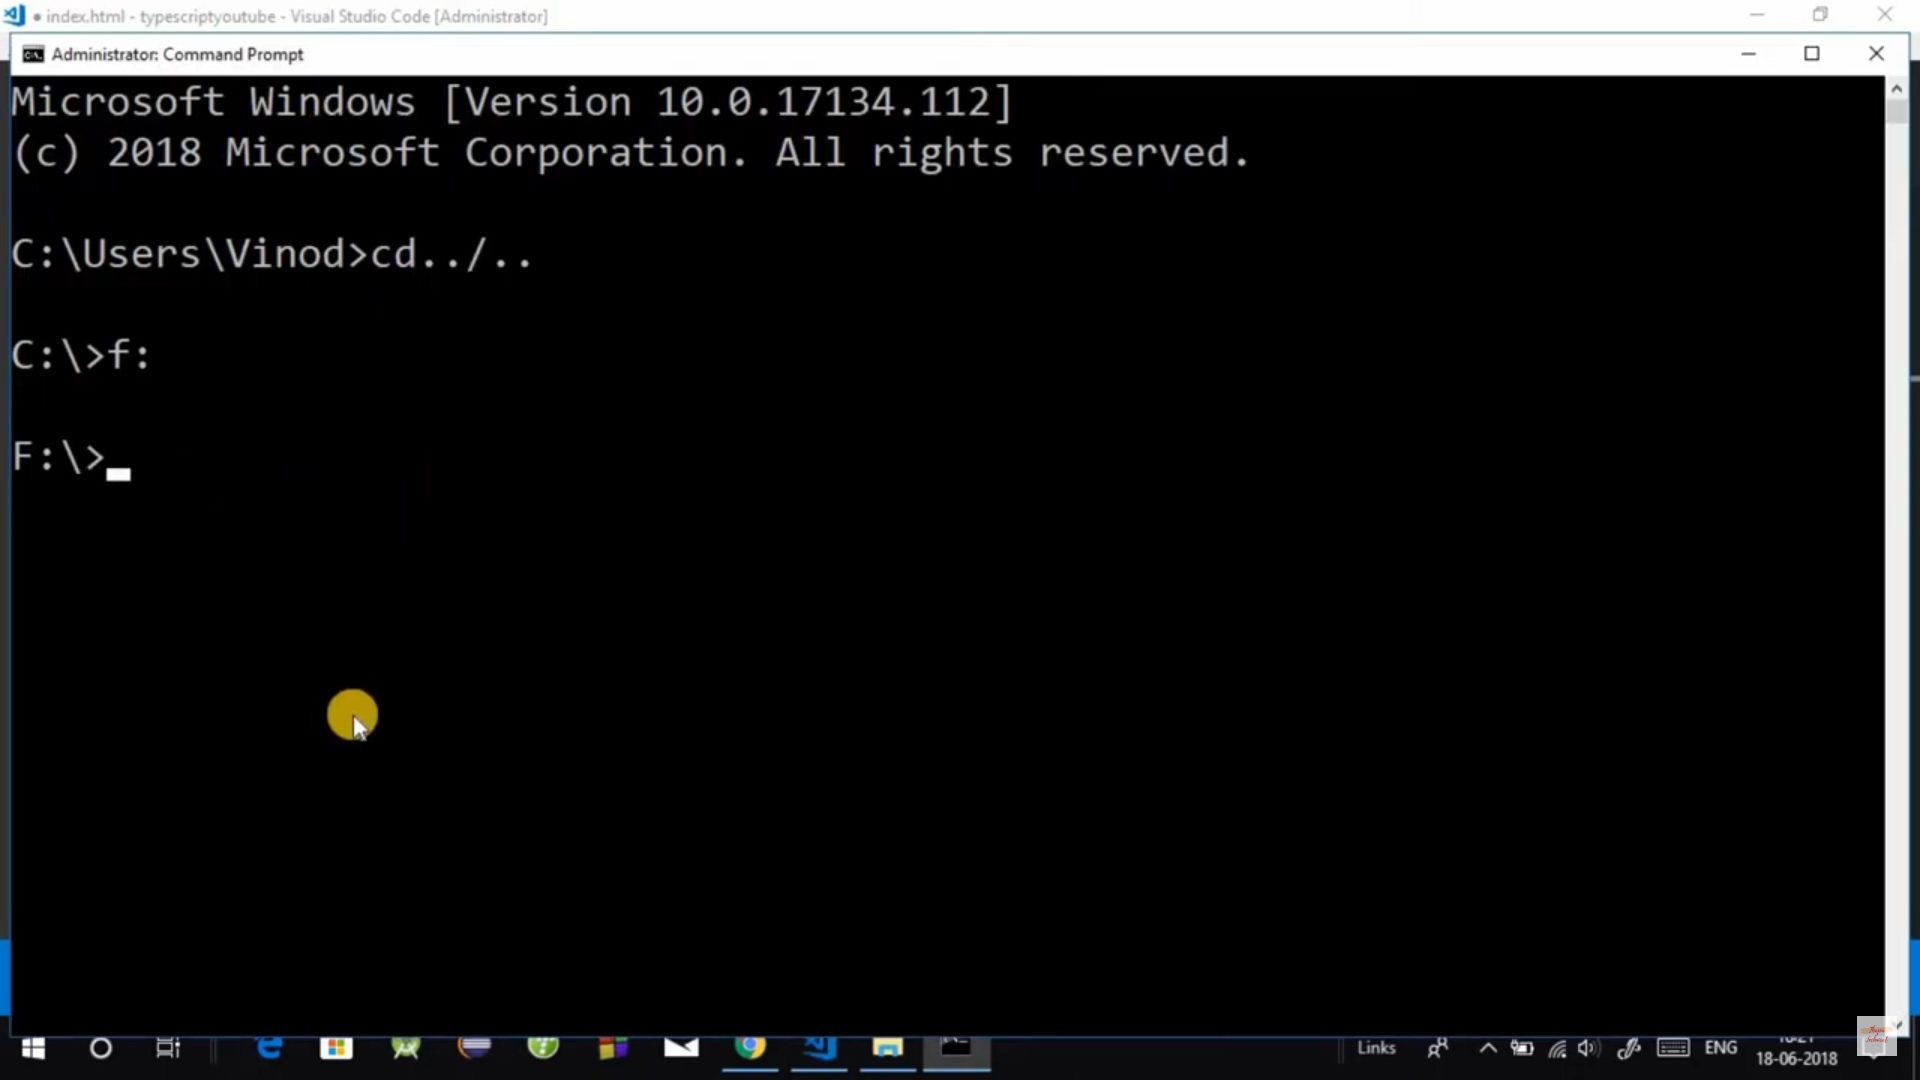 index.html - typescriptyoutube - Visual Studio Code [Administrator]
Administrator: Command Prompt
Microsoft Windows [Version 10.0.17134.112]
(c) 2018 Microsoft Corporation. All rights reserved.
C:\Users\Vinod>cd../..
C:\>f:
F:\>
Links
ENG
18-06-2018